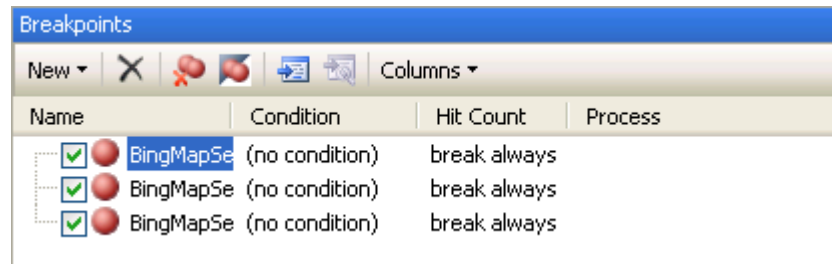 Breakpoints
New Columns
Name Condition Hit Count Process
BingMapSe (no condition) break always
BingMapSe (no condition) break always
BingMapSe (no condition) break always